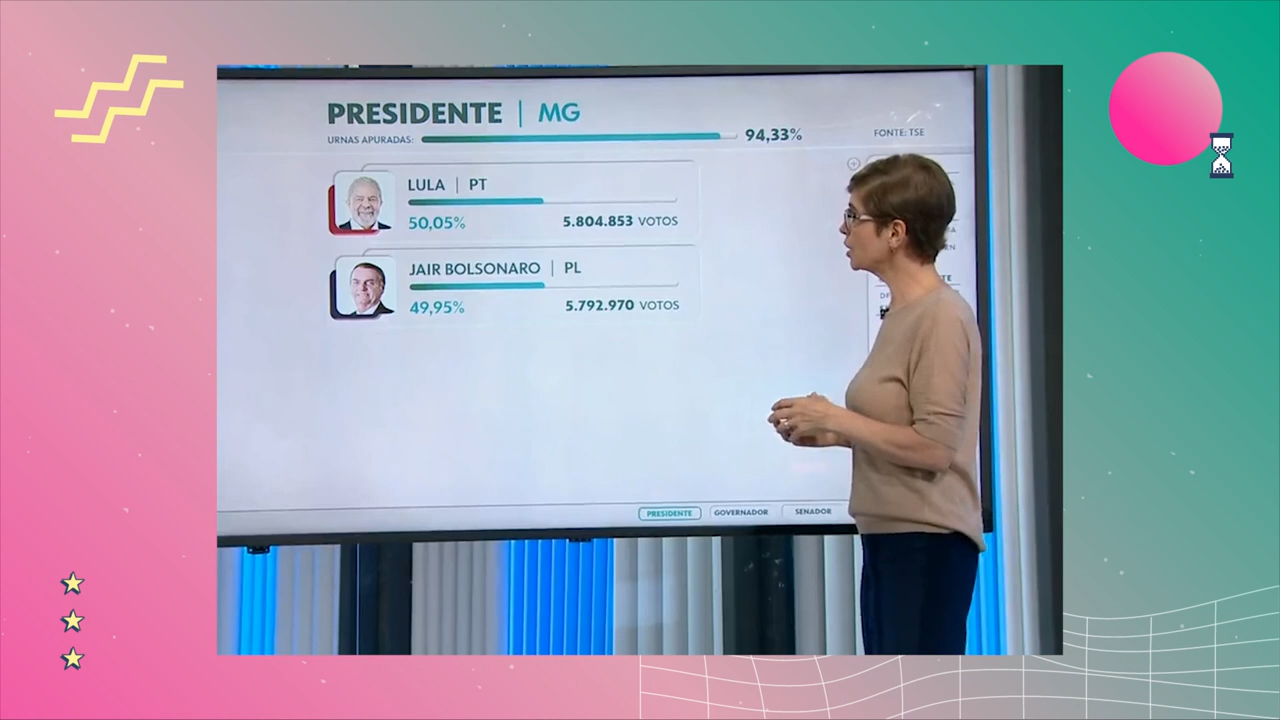 PRESIDENTE | MG
URNAS APURADAS: 94,33%
FONTE: TSE
LULA | PT
50,05% 5.804.853 VOTOS
JAIR BOLSONARO | PL
49,95% 5.792.970 VOTOS
PRESIDENTE GOVERNADOR SENADOR